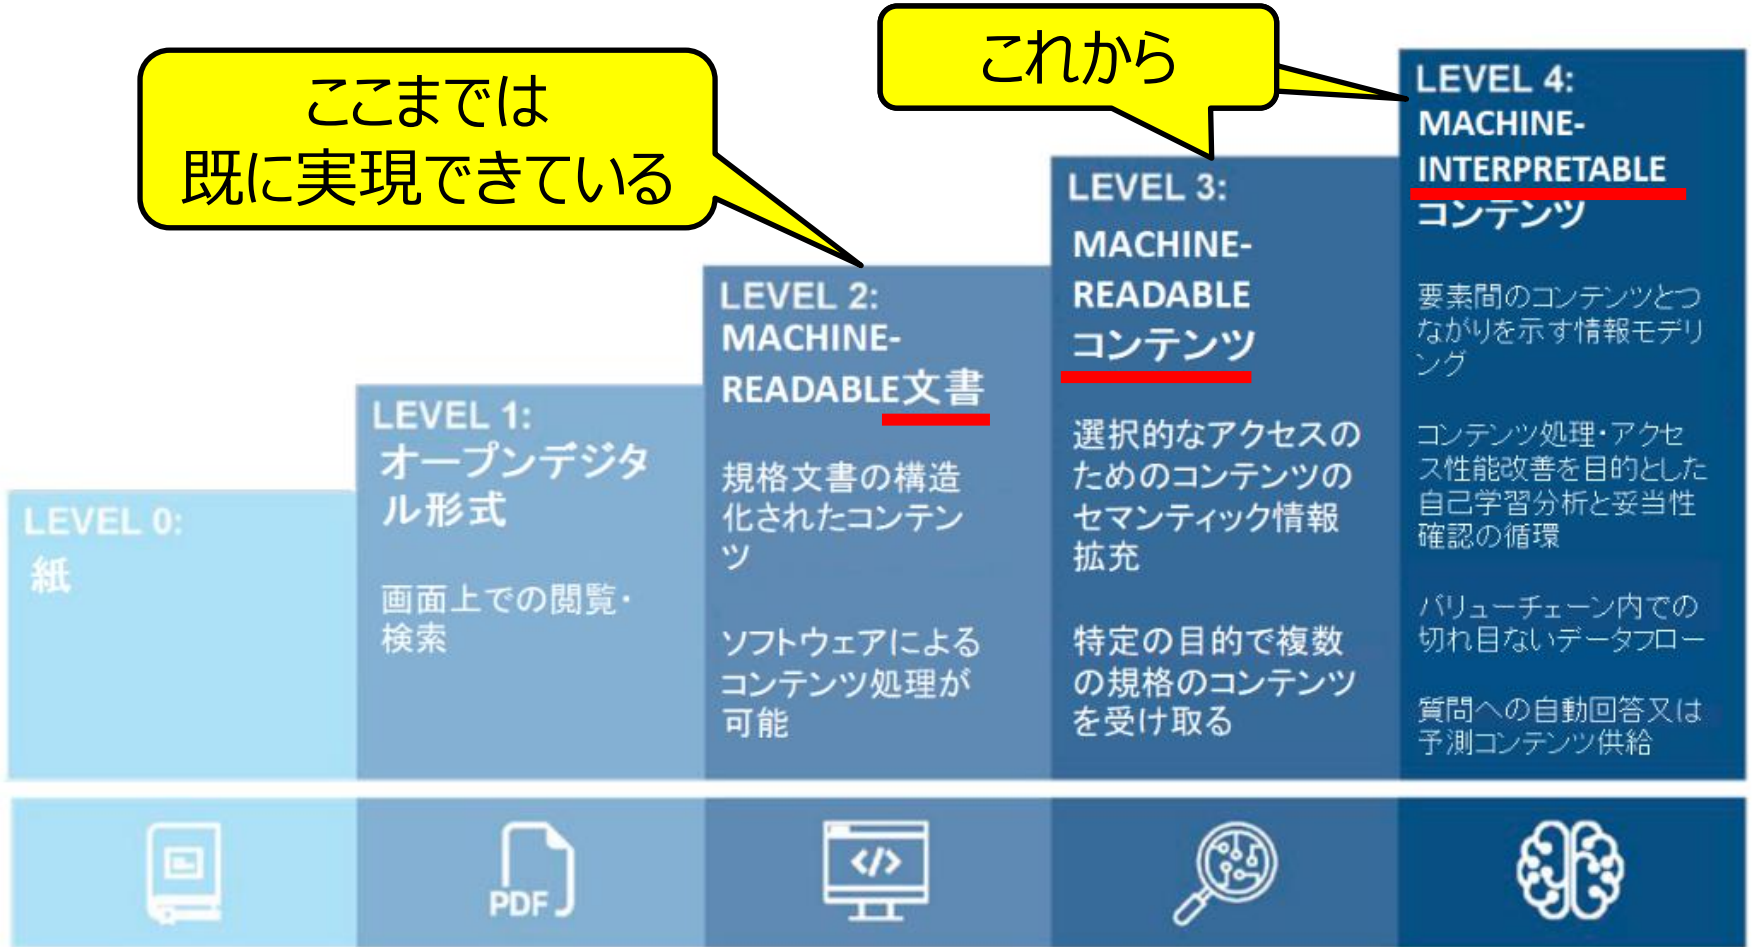 ここまでは
既に実現できている
これから
LEVEL 0:
紙
LEVEL 1:
オープンデジタ
ル形式
画面上での閲覧・
検索
LEVEL 2:
MACHINE-
READABLE文書
規格文書の構造
化されたコンテン
ツ
ソフトウェアによる
コンテンツ処理が
可能
LEVEL 3:
MACHINE-
READABLE
コンテンツ
選択的なアクセスの
ためのコンテンツの
セマンティック情報
拡充
特定の目的で複数
の規格のコンテンツ
を受け取る
LEVEL 4:
MACHINE-
INTERPRETABLE
コンテンツ
要素間のコンテンツとつ
ながりを示す情報モデリ
ング
コンテンツ処理・アクセ
ス性能改善を目的とした
自己学習分析と妥当性
確認の循環
バリューチェーン内での
切れ目ないデータフロー
質問への自動回答又は
予測コンテンツ供給
PDF
</>